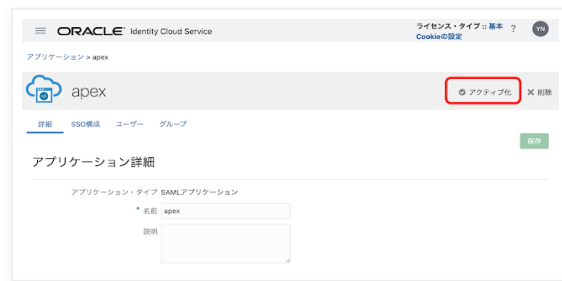 ORACLE® Identity Cloud Service
ライセンス・タイプ :: 基本 ? YN
Cookieの設定
アプリケーション > apex
apex
アクティブ化 × 削除
詳細 SSO構成 ユーザー グループ
保存
アプリケーション詳細
アプリケーション・タイプ SAMLアプリケーション
* 名前 apex
説明